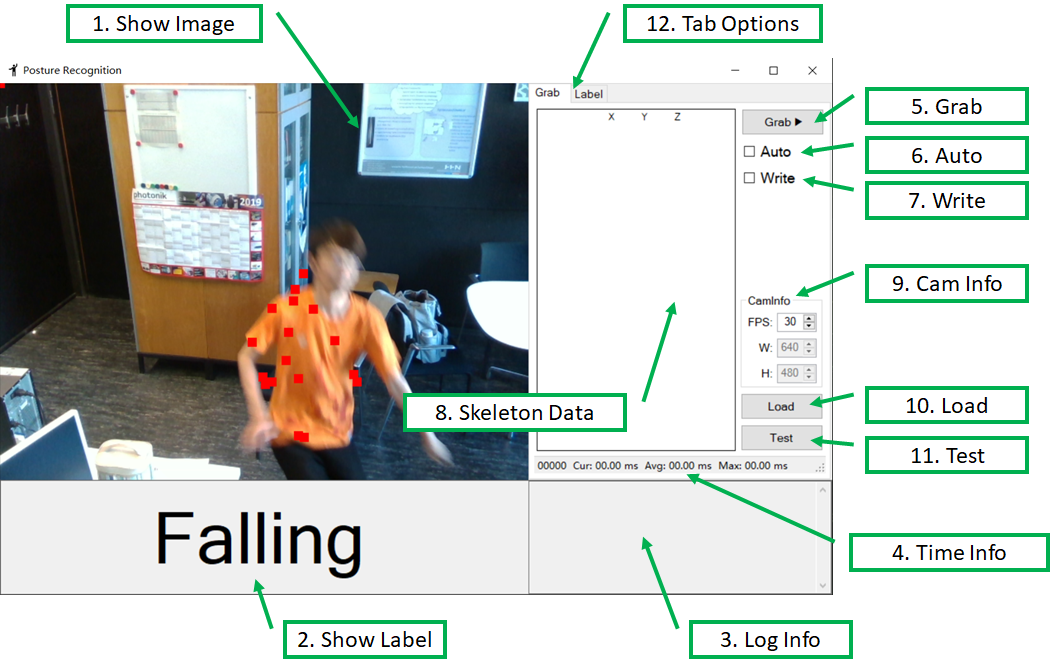 1. Show Image
12. Tab Options
Posture Recognition
Grab
Label
X Y Z
Grab
5. Grab
Auto
6. Auto
Write
7. Write
photonik
2019
9. Cam Info
CamInfo
FPS: 30
W: 640
H: 480
8. Skeleton Data
Load
10. Load
Test
11. Test
00000 Cur: 00.00 ms Avg: 00.00 ms Max: 00.00 ms
Falling
4. Time Info
2. Show Label
3. Log Info